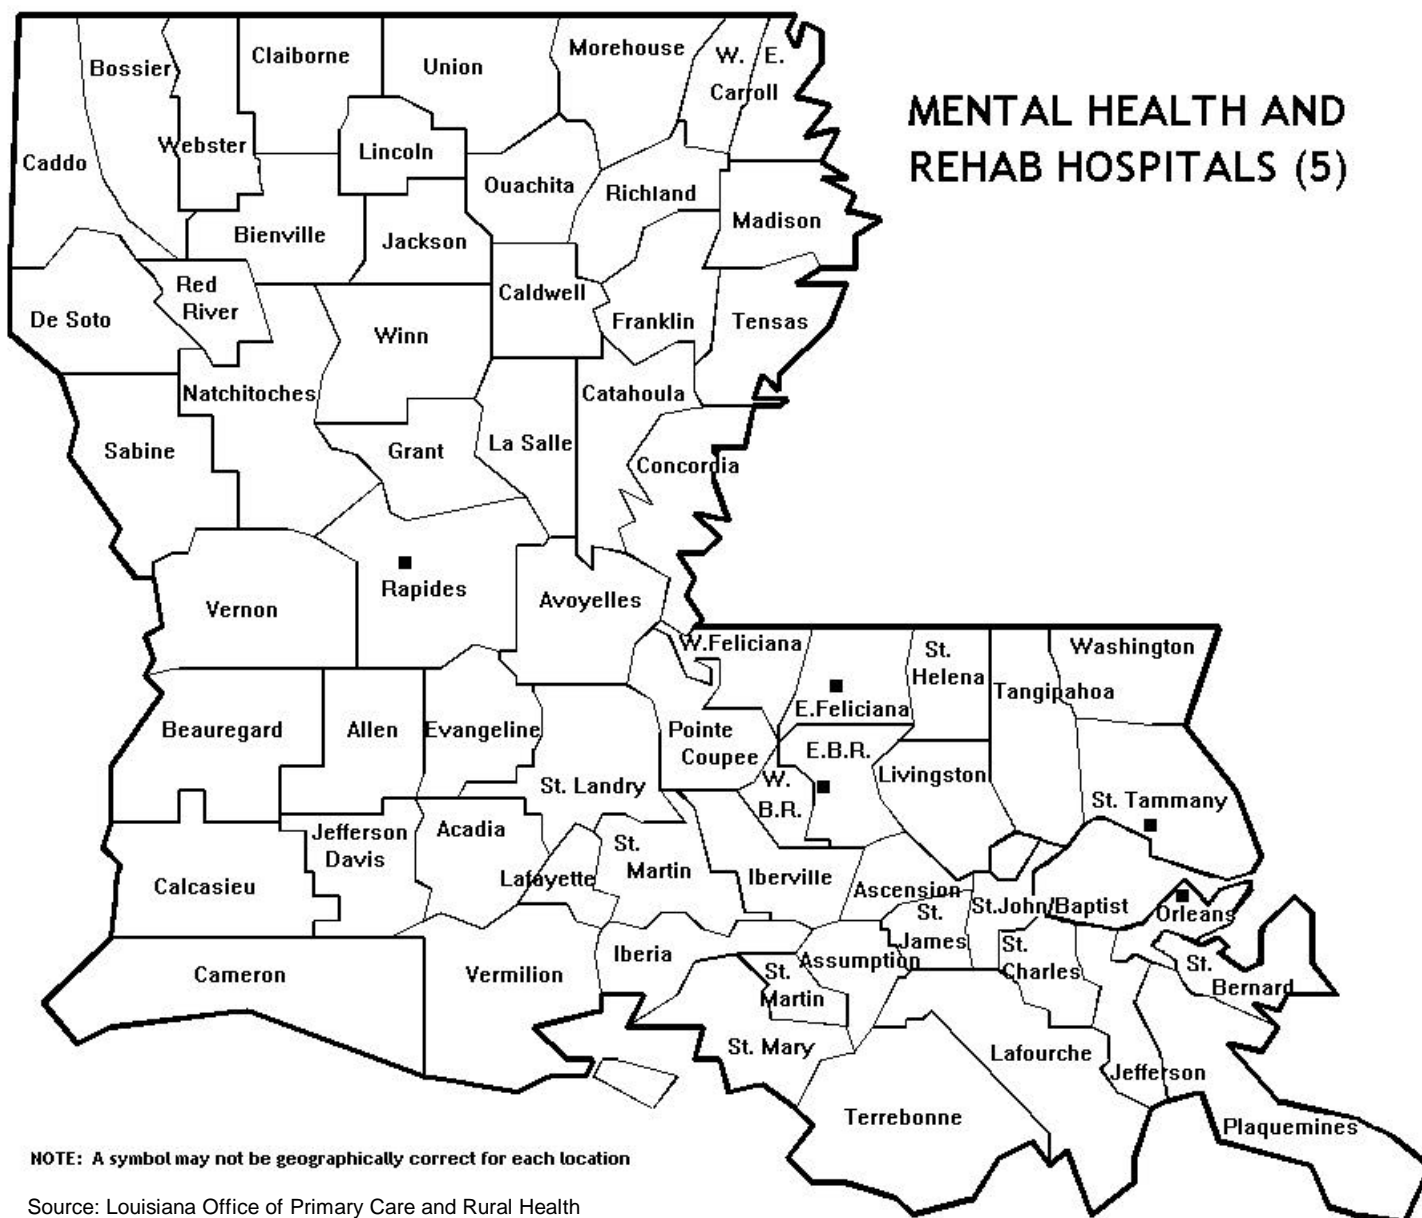 MENTAL HEALTH AND
REHAB HOSPITALS (5)
Bossier
Claiborne
Union
Morehouse
W.
E.
Carroll
Caddo
Webster
Lincoln
Ouachita
Richland
Madison
Bienville
Jackson
Red
River
Caldwell
De Soto
Winn
Franklin
Tensas
Natchitoches
Catahoula
Sabine
Grant
La Salle
Concordia
Rapides
Vernon
Avoyelles
W.Feliciana
St.
Helena
Washington
Tangipahoa
E.Feliciana
Beauregard
Allen
Evangeline
Pointe
Coupee
E.B.R.
Livingston
W.
B.R.
St. Landry
St. Tammany
Jefferson
Davis
Acadia
St.
Martin
Lafayette
Iberville
Ascension
Calcasieu
St.John/Baptist
Orleans
St.
James
St.
Charles
Iberia
Assumption
St.
Bernard
Cameron
Vermilion
St.
Martin
St. Mary
Lafourche
Jefferson
Terrebonne
Plaquemines
NOTE: A symbol may not be geographically correct for each location
Source: Louisiana Office of Primary Care and Rural Health